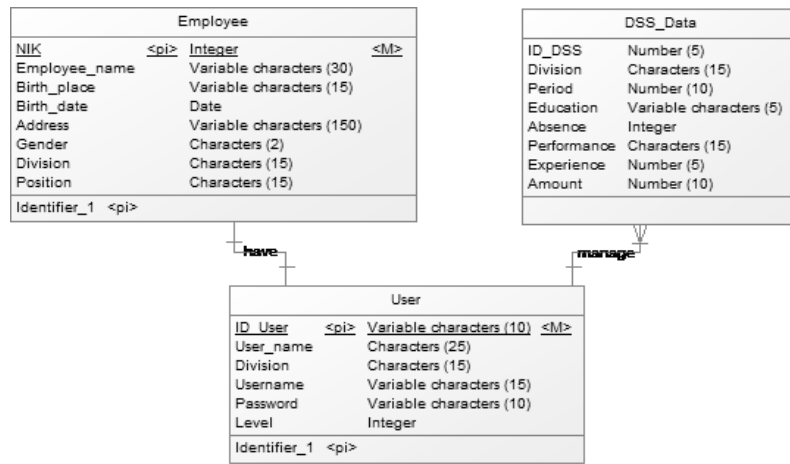 Employee
NIK <pi> Integer <M>
Employee_name Variable characters (30)
Birth_place Variable characters (15)
Birth_date Date
Address Variable characters (150)
Gender Characters (2)
Division Characters (15)
Position Characters (15)
Identifier_1 <pi>
DSS_Data
ID_DSS Number (5)
Division Characters (15)
Period Number (10)
Education Variable characters (5)
Absence Integer
Performance Characters (15)
Experience Number (5)
Amount Number (10)
have
manage
User
ID_User <pi> Variable characters (10) <M>
User_name Characters (25)
Division Characters (15)
Username Variable characters (15)
Password Variable characters (10)
Level Integer
Identifier_1 <pi>